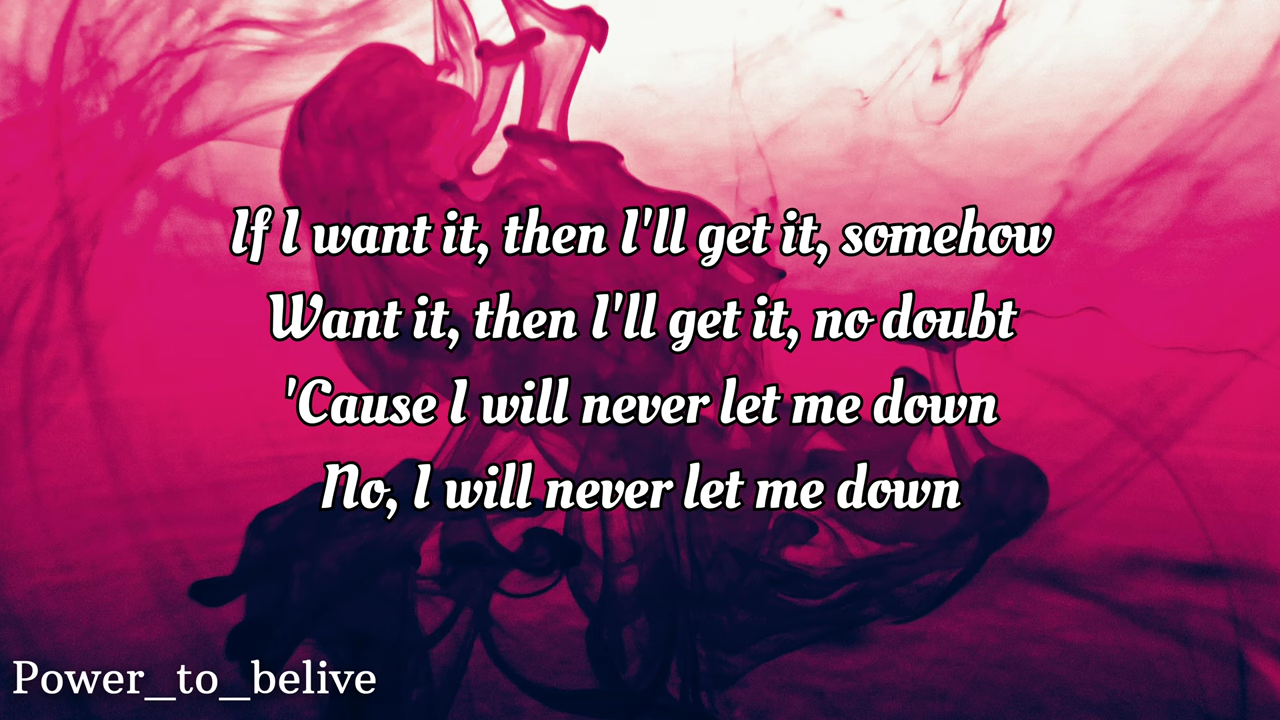 If I want it, then I'll get it, somehow
Want it, then I'll get it, no doubt
'Cause I will never let me down
No, I will never let me down
Power_to_belive